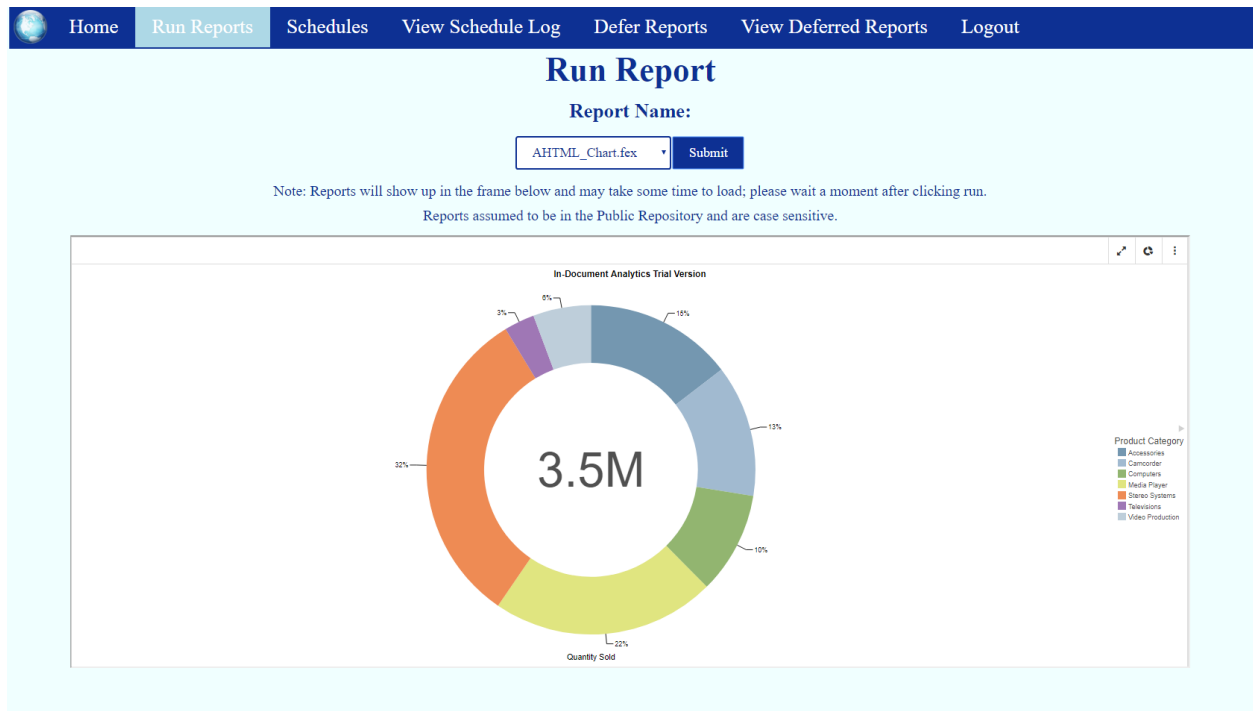 Home Run Reports Schedules View Schedule Log Defer Reports View Deferred Reports Logout
Run Report
Report Name:
AHTML_Chart.fex Submit
Note: Reports will show up in the frame below and may take some time to load; please wait a moment after clicking run.
Reports assumed to be in the Public Repository and are case sensitive.
In-Document Analytics Trial Version
6%
3%
15%
13%
32%
3.5M
10%
22%
Quantity Sold
Product Category
Accessories
Camcorder
Computers
Media Player
Stereo Systems
Televisions
Video Production